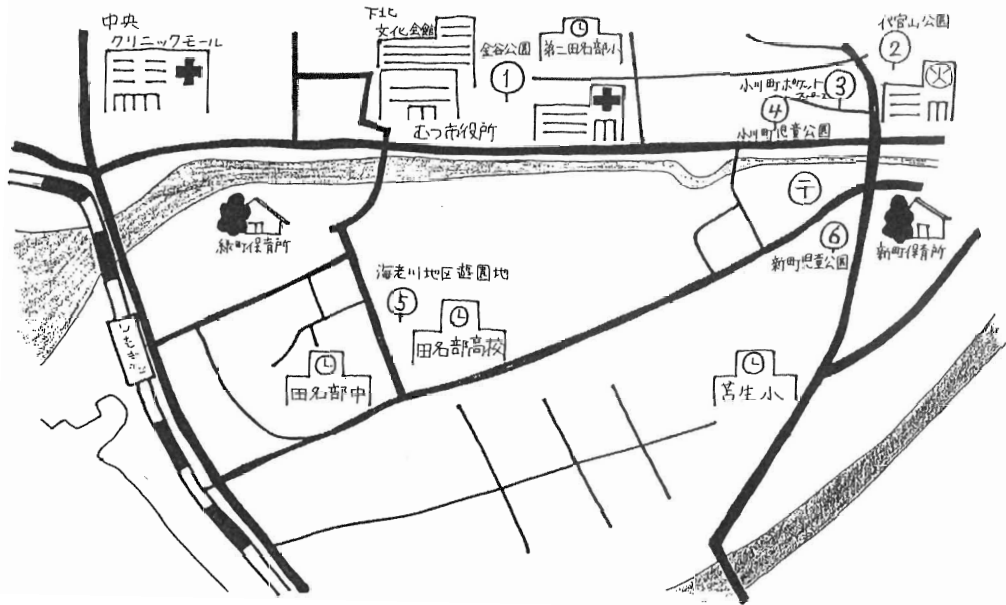 中央
クリニックモール
下北
文化会館
むつ市役所
金谷公園
①
第二田名部小
代官山公園
②
小川町ポケット
スペース
③
④
小川町児童公園
緑町保育所
海老川地区遊園地
⑤
田名部高校
田名部中
⑥
新町児童公園
新町保育所
苫生小